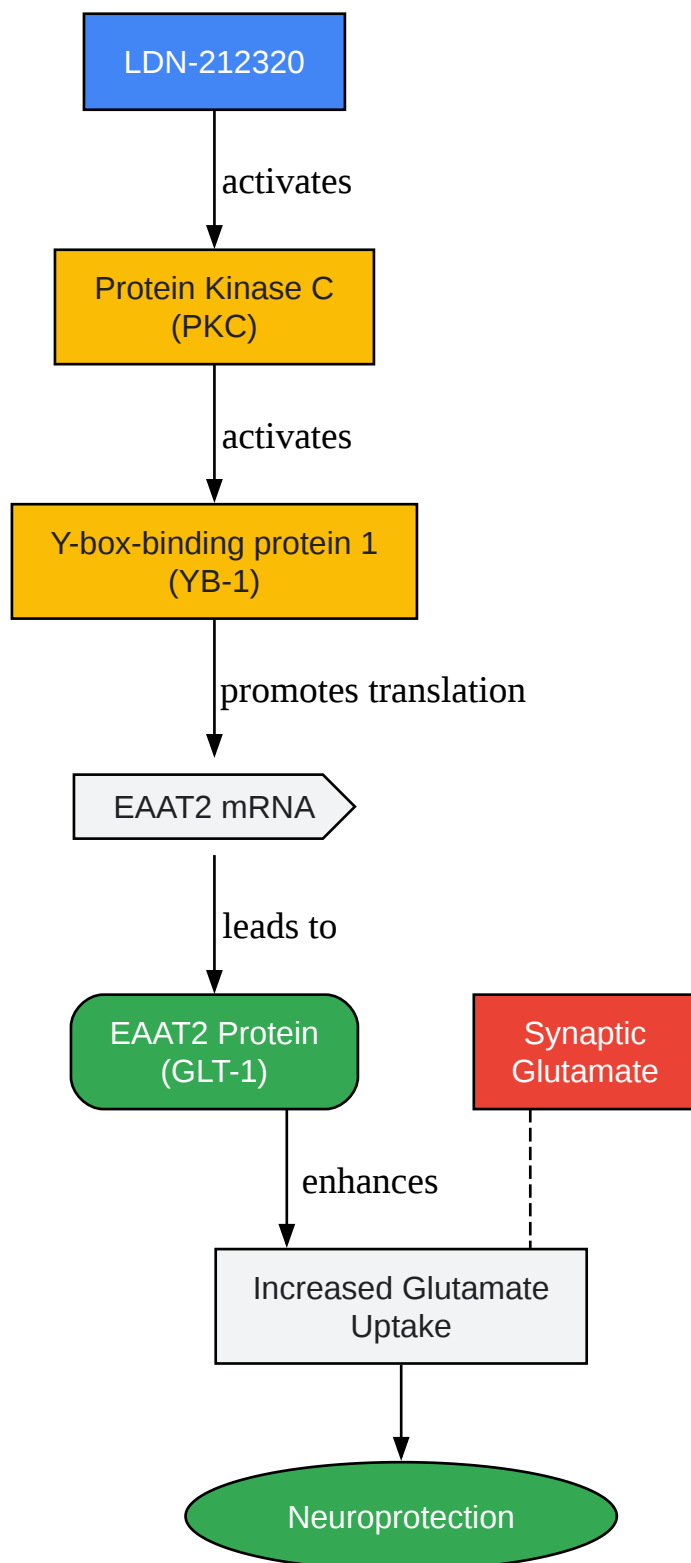 LDN-212320
activates
Protein Kinase C
(PKC)
activates
Y-box-binding protein 1
(YB-1)
promotes translation
EAAT2 mRNA
leads to
EAAT2 Protein
(GLT-1)
Synaptic
Glutamate
enhances
Increased Glutamate
Uptake
Neuroprotection